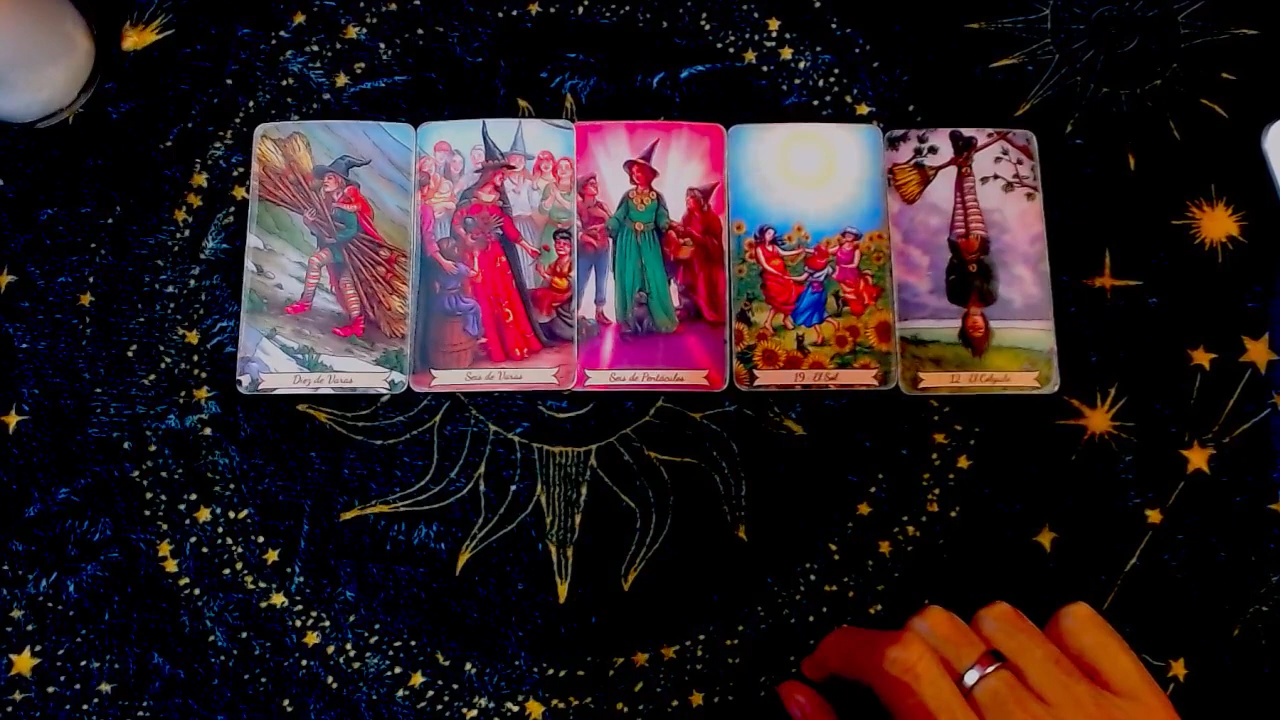 Diez de Varas
Seis de Varas
Seis de Pentáculos
19 - El Sol
12 - El Colgado